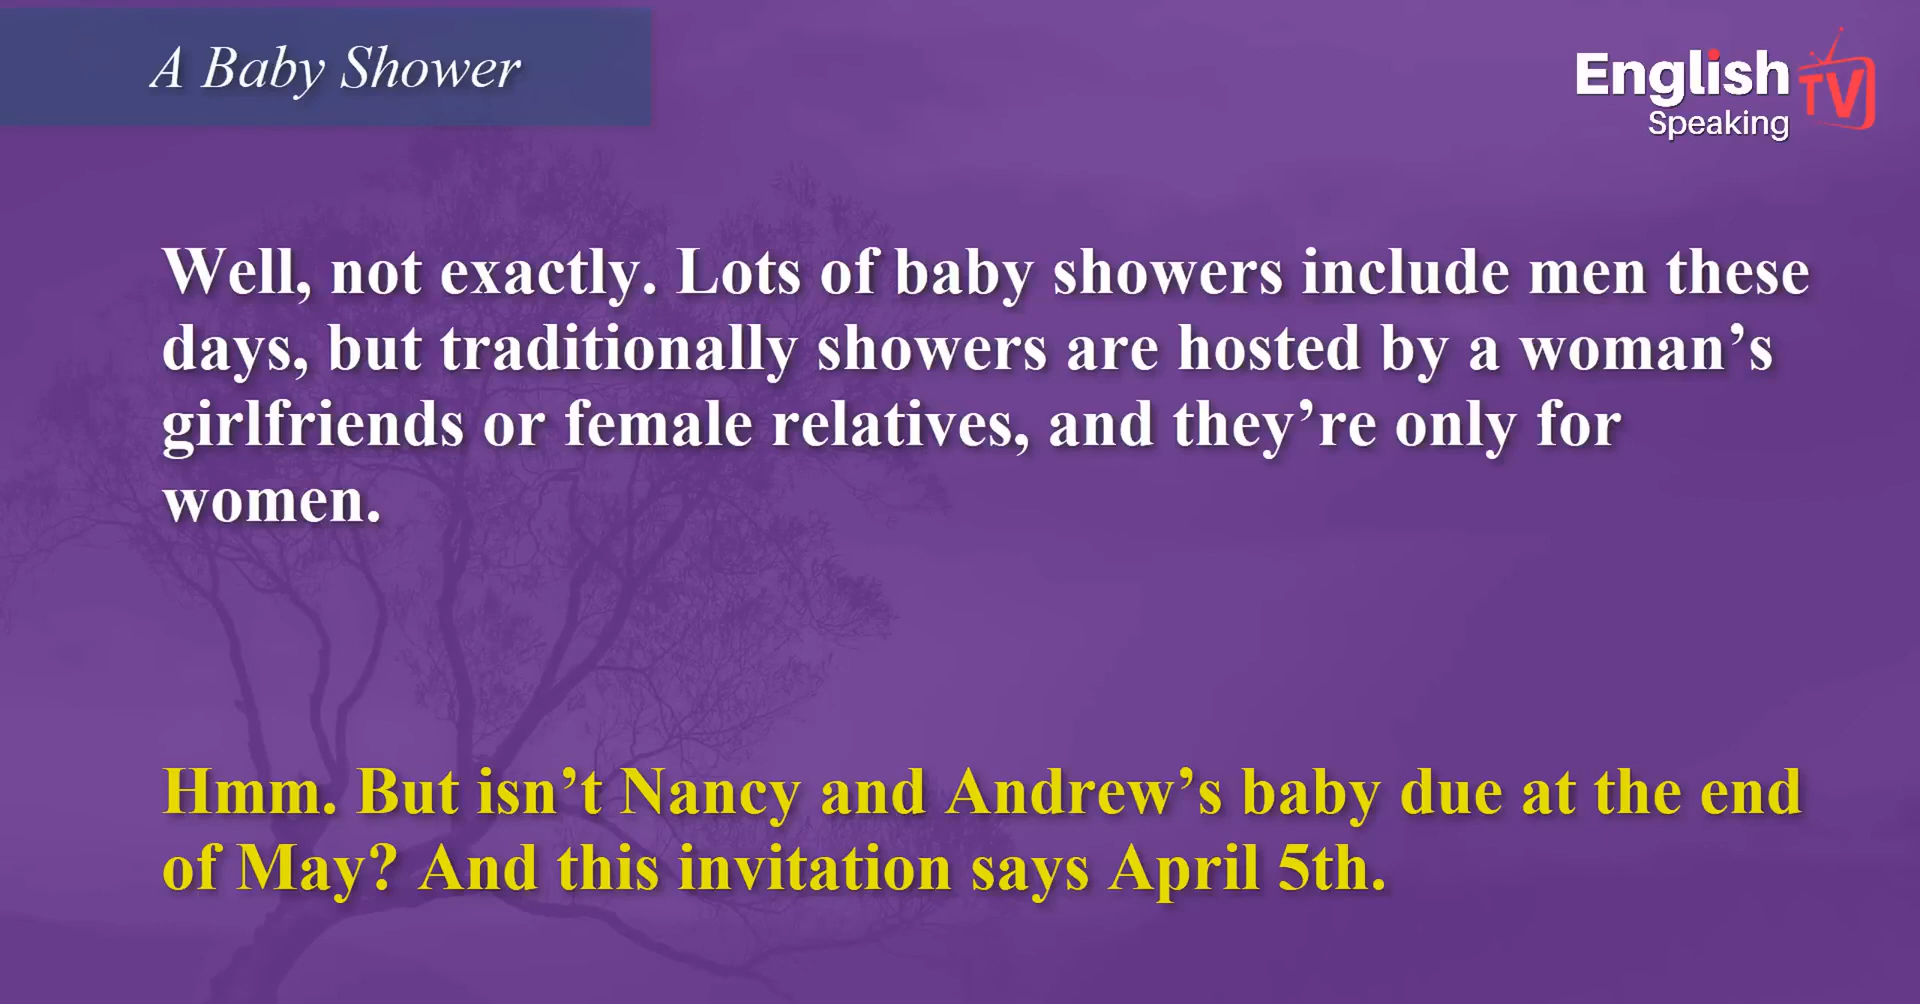 A Baby Shower
English
Speaking
TV
Well, not exactly. Lots of baby showers include men these
days, but traditionally showers are hosted by a woman’s
girlfriends or female relatives, and they’re only for
women.
Hmm. But isn’t Nancy and Andrew’s baby due at the end
of May? And this invitation says April 5th.